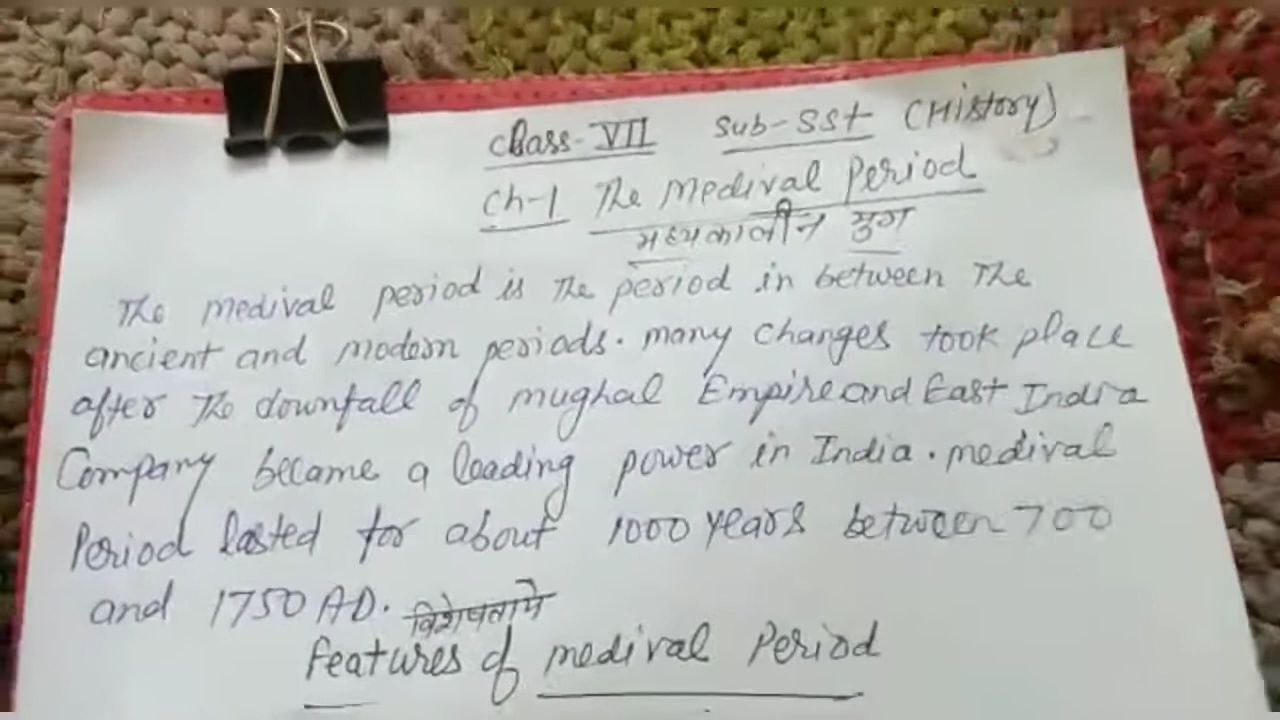 Class-VII Sub-SSt (History)
Ch-1 The Medival Period
मध्यकालीन युग
The medival period is The period in between The
ancient and modern periods. many changes took place
after The downfall of mughal Empire and East India
Company became a leading power in India. medival
Period lasted for about 1000 years between 700
and 1750 AD. विशेषताये
Features of medival Period